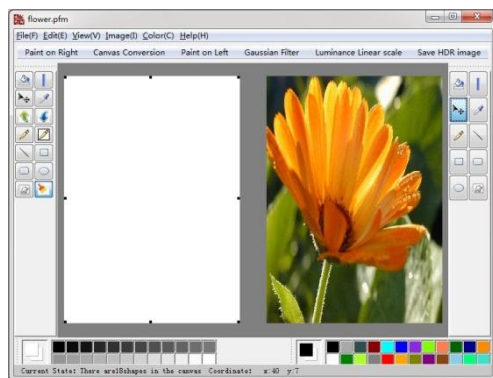 flower.pfm
File(F) Edit(E) View(V) Image(I) Color(C) Help(H)
Paint on Right Canvas Conversion Paint on Left Gaussian Filter Luminance Linear scale Save HDR image
Current State: There are18shapes in the canvas Coordinate: x:40 y:7